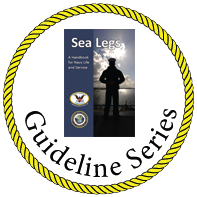 Sea Legs
A Handbook
for Navy Life
and Service
Guideline Series